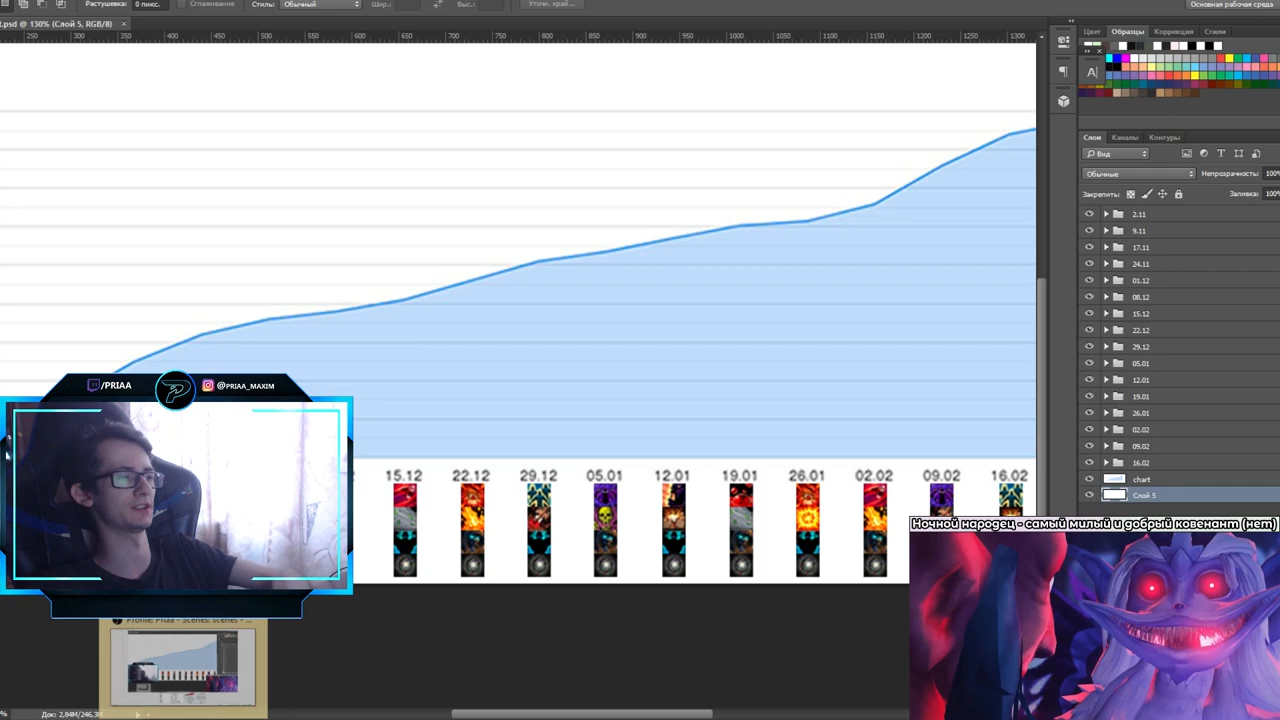 Растушевка: 0 пикс. Сглаживание Стиль: Обычный Шир.: Выс.: Уточн. край... Основная рабочая среда
.psd @ 130% (Слой 5, RGB/8) ×
250 350 400 450 500 550 600 650 700 750 800 850 900 950 1000 1050 1100 1150 1200 1250 1300
Цвет Образцы Коррекция Стили
Слои Каналы Контуры
Вид
Обычные Непрозрачность: 100%
Закрепить: Заливка: 100%
2.11
9.11
17.11
24.11
01.12
08.12
15.12
22.12
29.12
05.01
12.01
19.01
26.01
02.02
09.02
16.02
chart
Слой 5
/PRIAA @PRIAA_MAXIM
15.12 22.12 29.12 05.01 12.01 19.01 26.01 02.02 09.02 16.02
Ночной народец - самый милый и добрый ковенант (нет)
Profile: Priaa - Scenes: scenes - ...
Док: 2,84M/246,3M